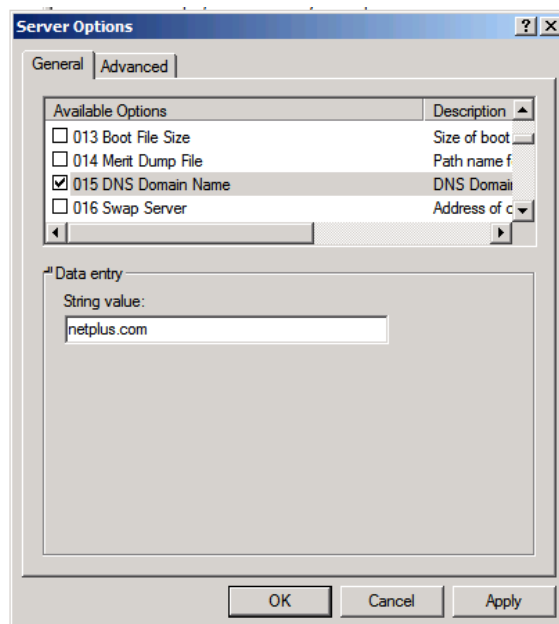 Server Options
General Advanced
Available Options Description
013 Boot File Size Size of boot
014 Merit Dump File Path name f
015 DNS Domain Name DNS Domai
016 Swap Server Address of c
Data entry
String value:
netplus.com
OK Cancel Apply